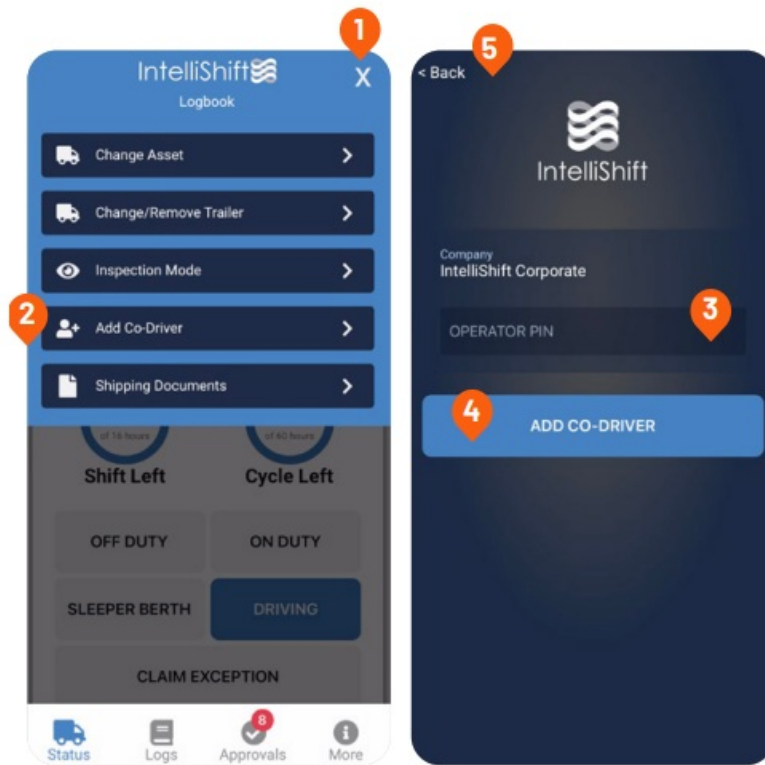 1
IntelliShift
X
Logbook
Change Asset
Change/Remove Trailer
Inspection Mode
2
Add Co-Driver
Shipping Documents
of 16 hours
of 60 hours
Shift Left
Cycle Left
OFF DUTY
ON DUTY
SLEEPER BERTH
DRIVING
CLAIM EXCEPTION
8
Status
Logs
Approvals
More
5
< Back
IntelliShift
Company
IntelliShift Corporate
3
OPERATOR PIN
4
ADD CO-DRIVER